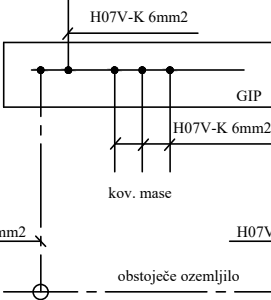 H07V-K 6mm2
GIP
H07V-K 6mm2
kov. mase
mm2
H07V
obstoječe ozemljilo